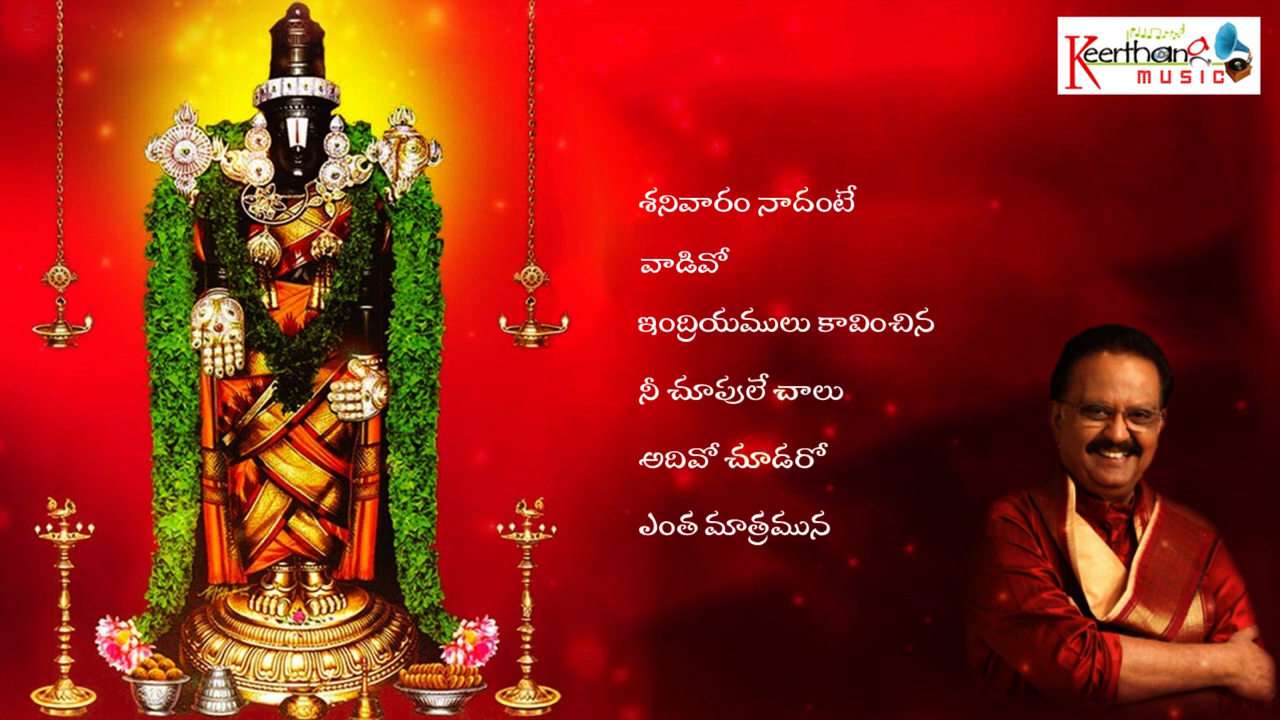 Keerthana
MUSIC
శనివారం నాదంటే
వాడివో
ఇంద్రియములు కావించిన
నీ చూపులే చాలు
అదివో చూడరో
ఎంత మాత్రమున